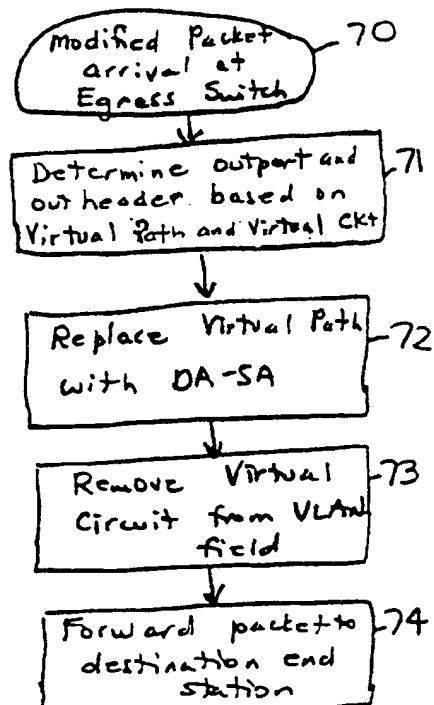 Modified Packet 70
arrival at
Egress Switch
Determine outport and 71
out header based on
Virtual Path and Virtual CKt
Replace Virtual Path 72
with DA-SA
Remove Virtual 73
Circuit from VLAN
field
Forward packet to 74
destination end
station